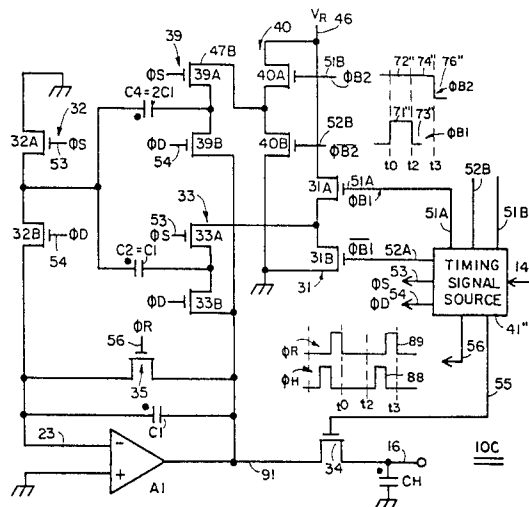 39
47B
40
VR
46
ΦS
39A
C4=2C1
40A
51B
ΦB2
72"
74"
76"
ΦB2
32
32A
ΦS
53
ΦD
54
39B
40B
52B
ΦB2
71"
73"
ΦB1
t0
t2
t3
31A
51A
ΦB1
52B
51B
51A
32B
ΦD
54
53
33
ΦS
33A
C2=C1
ΦD
33B
31B
ΦB1
31
52A
ΦS
53
ΦD
54
TIMING
SIGNAL
SOURCE
14
41"
56
55
ΦR
56
35
ΦR
89
ΦH
88
t0
t2
t3
23
C1
A1
91
34
16
CH
10C